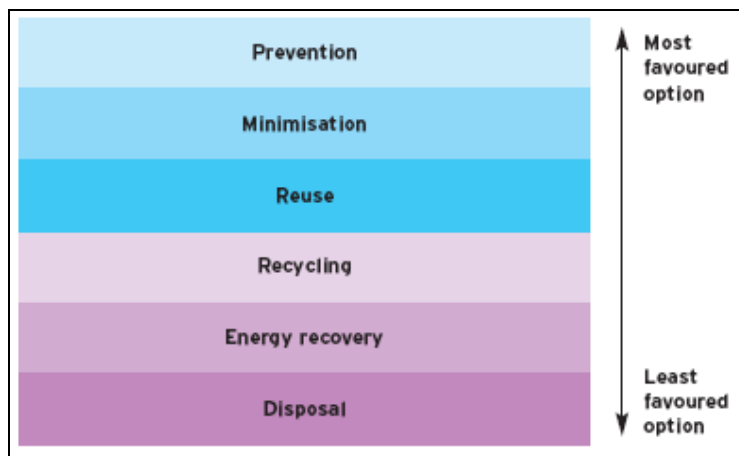 Prevention
Minimisation
Reuse
Recycling
Energy recovery
Disposal
Most
favoured
option
Least
favoured
option